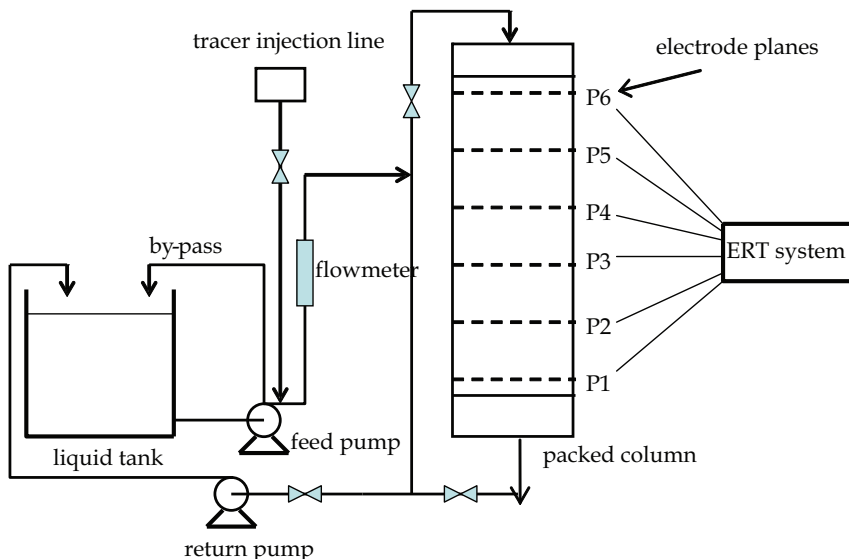 tracer injection line
electrode planes
P6
P5
by-pass
P4
flowmeter
P3
ERT system
P2
P1
feed pump
liquid tank
packed column
return pump